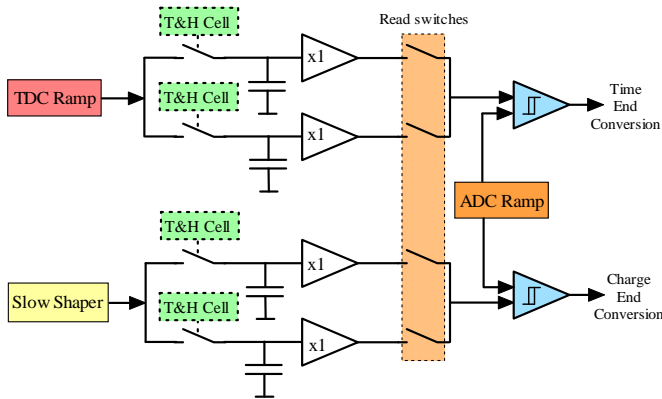 T&H Cell
Read switches
x1
TDC Ramp
T&H Cell
x1
Time
End
Conversion
ADC Ramp
T&H Cell
x1
Slow Shaper
T&H Cell
x1
Charge
End
Conversion